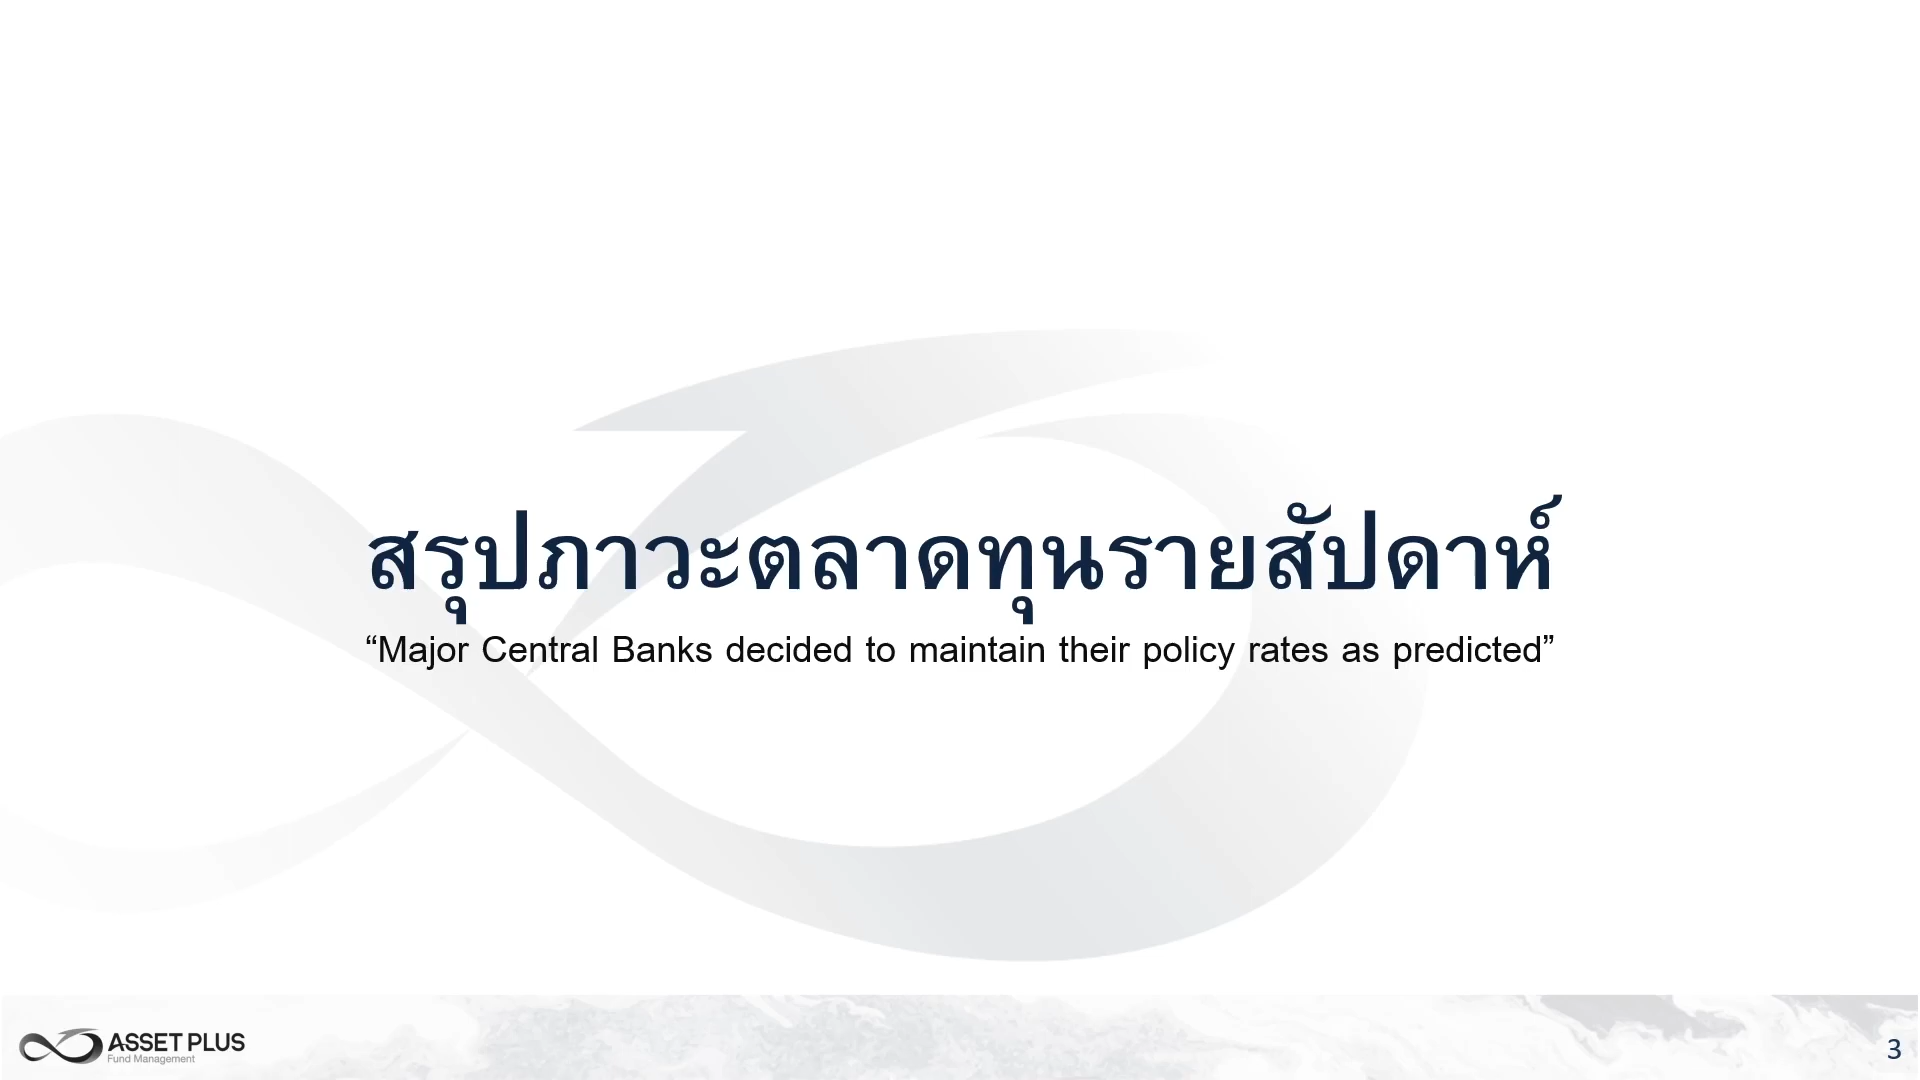 สรุปภาวะตลาดทุนรายสัปดาห์
“Major Central Banks decided to maintain their policy rates as predicted”
ASSET PLUS
Fund Management
3